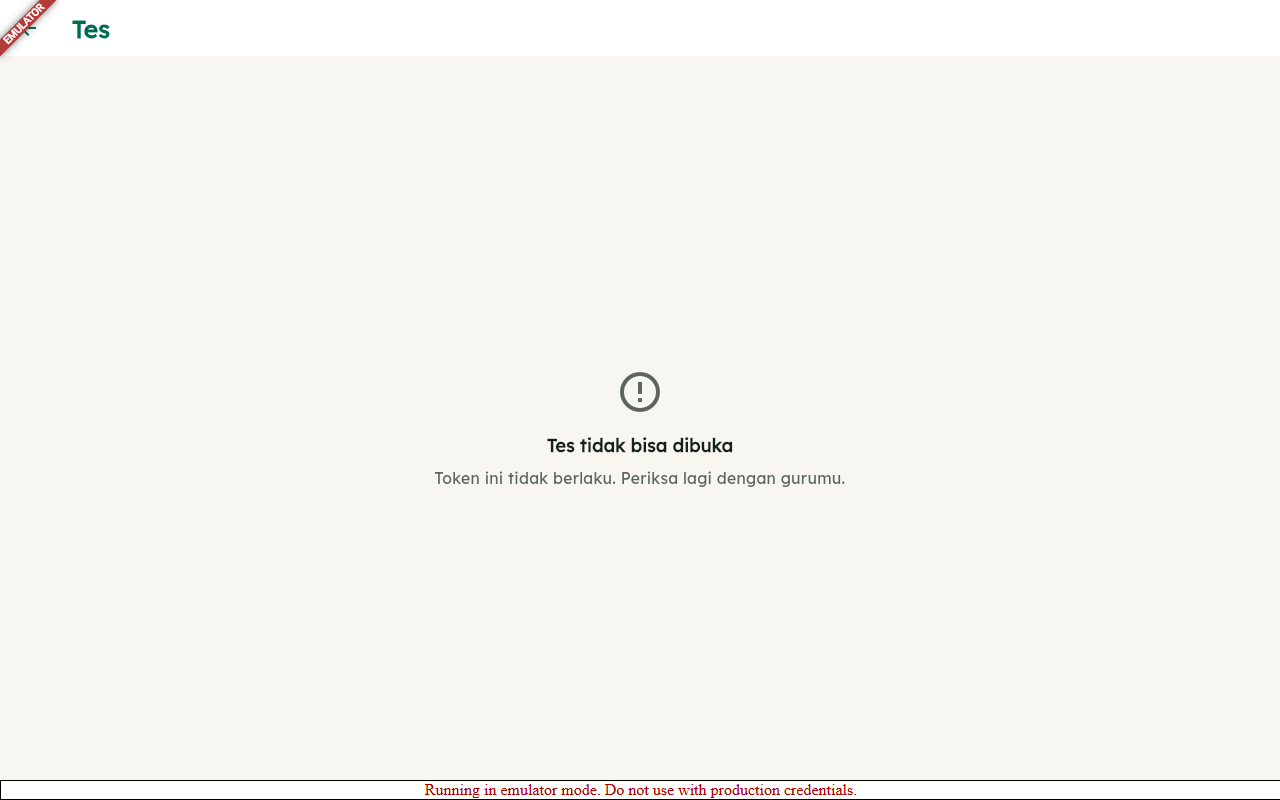 EMULATOR
Tes
Tes tidak bisa dibuka
Token ini tidak berlaku. Periksa lagi dengan gurumu.
Running in emulator mode. Do not use with production credentials.